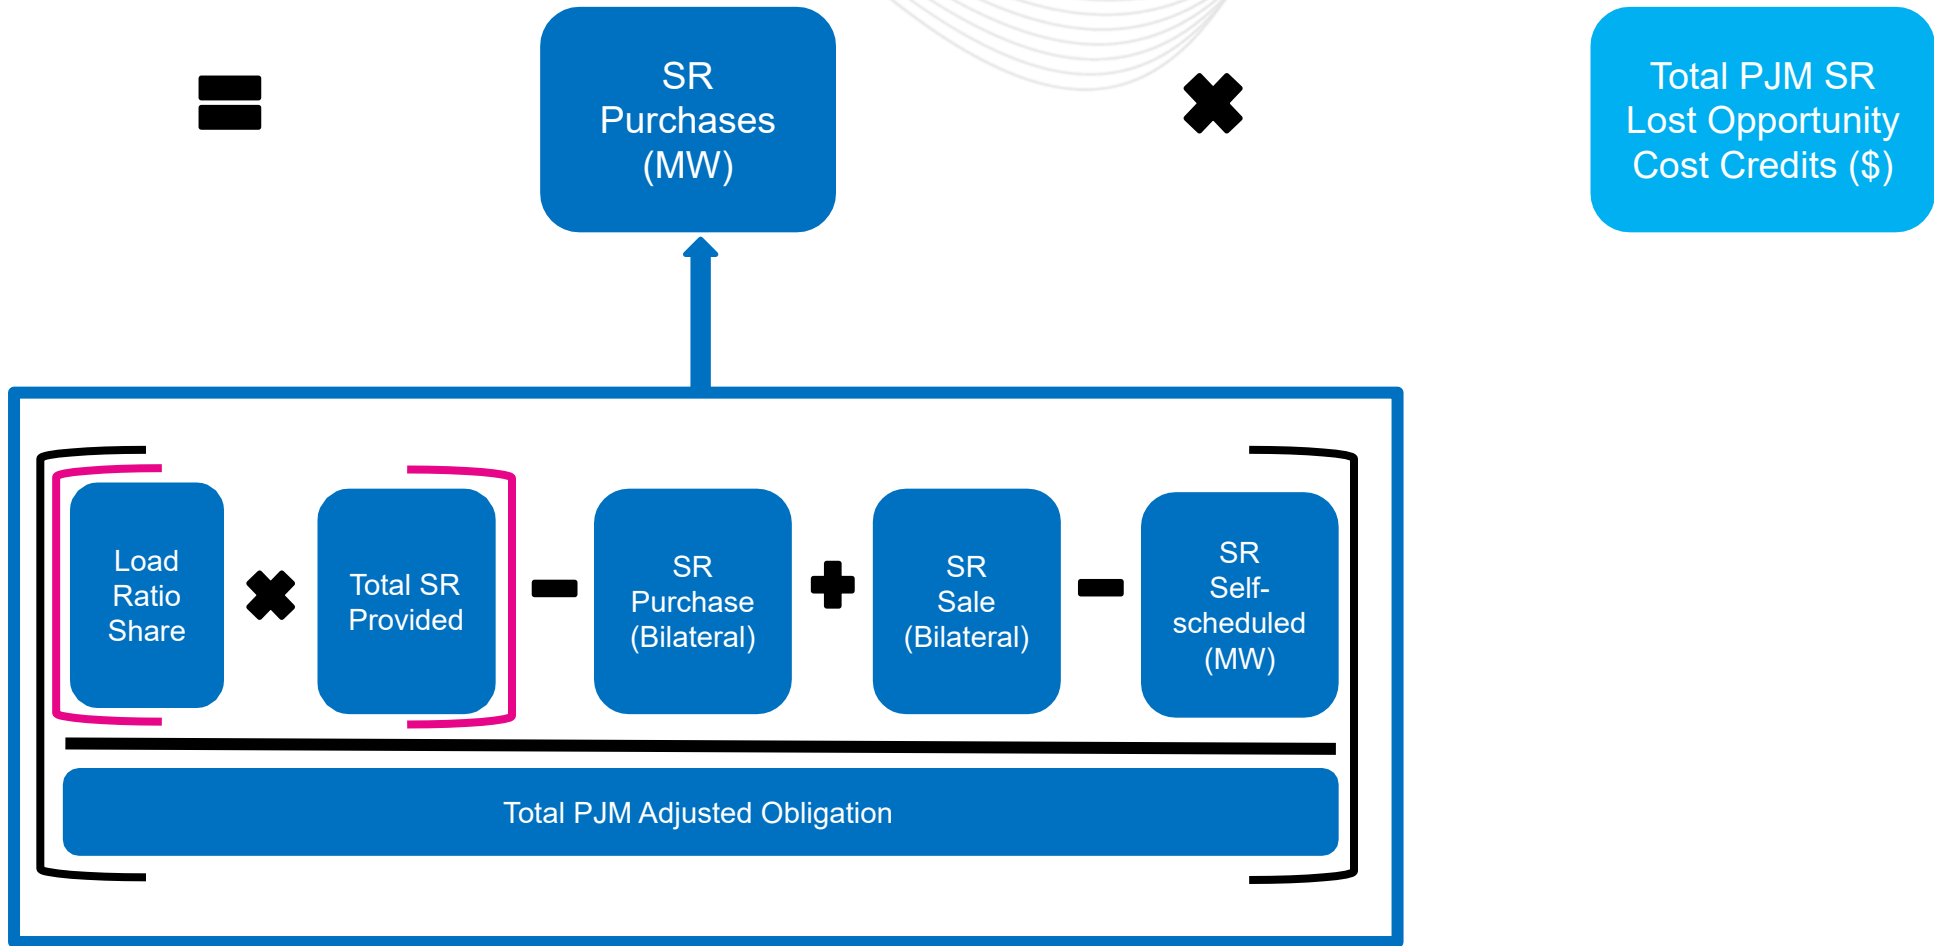 =
SR
Purchases
(MW)
×
Total PJM SR
Lost Opportunity
Cost Credits ($)
Load
Ratio
Share
×
Total SR
Provided
-
SR
Purchase
(Bilateral)
+
SR
Sale
(Bilateral)
-
SR
Self-
scheduled
(MW)
Total PJM Adjusted Obligation